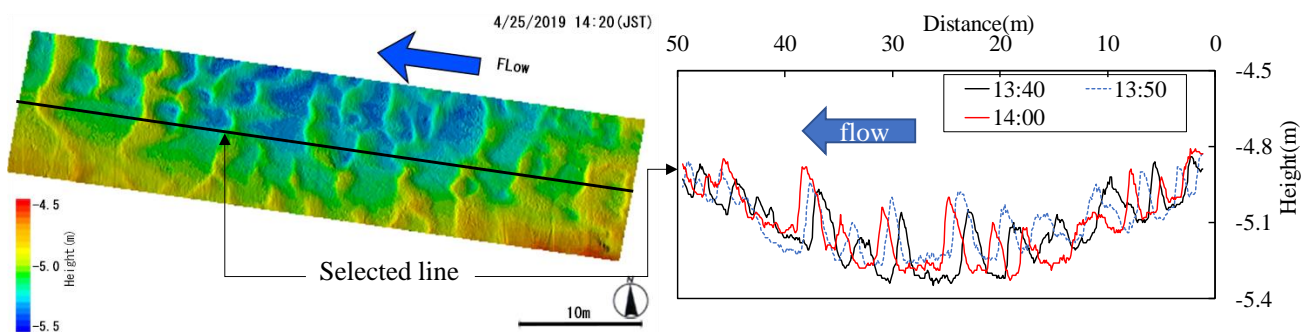 4/25/2019 14:20(JST)
FLow
-4.5
-5.0
-5.5
Height(m)
Selected line
N
10m
Distance(m)
50 40 30 20 10 0
-4.5
-4.8
-5.1
-5.4
Height(m)
13:40 13:50
14:00
flow